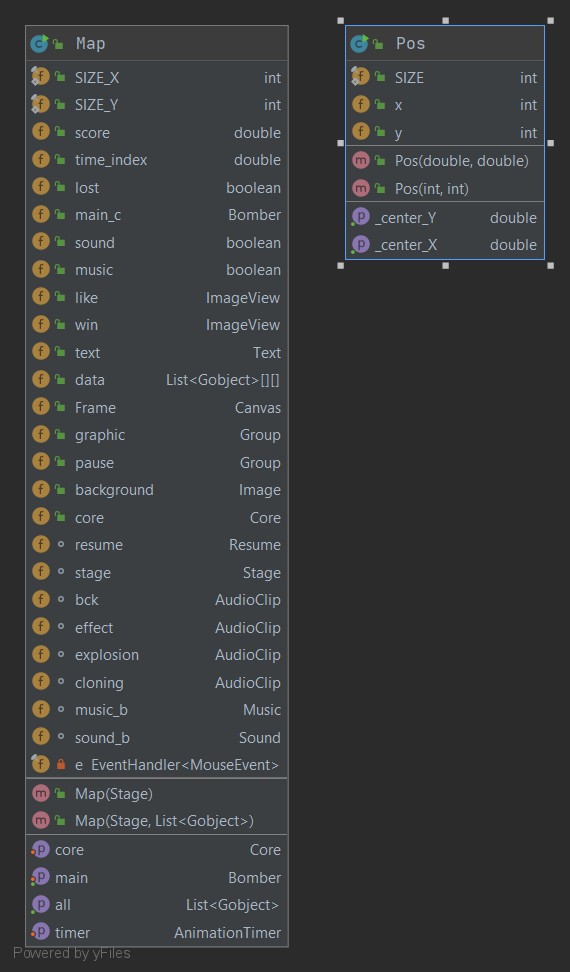 Map
SIZE_X int
SIZE_Y int
score double
time_index double
lost boolean
main_c Bomber
sound boolean
music boolean
like ImageView
win ImageView
text Text
data List<Gobject>[][]
Frame Canvas
graphic Group
pause Group
background Image
core Core
resume Resume
stage Stage
bck AudioClip
effect AudioClip
explosion AudioClip
cloning AudioClip
music_b Music
sound_b Sound
e EventHandler<MouseEvent>
Map(Stage)
Map(Stage, List<Gobject>)
core Core
main Bomber
all List<Gobject>
timer AnimationTimer
Pos
SIZE int
x int
y int
Pos(double, double)
Pos(int, int)
_center_Y double
_center_X double
Powered by yFiles